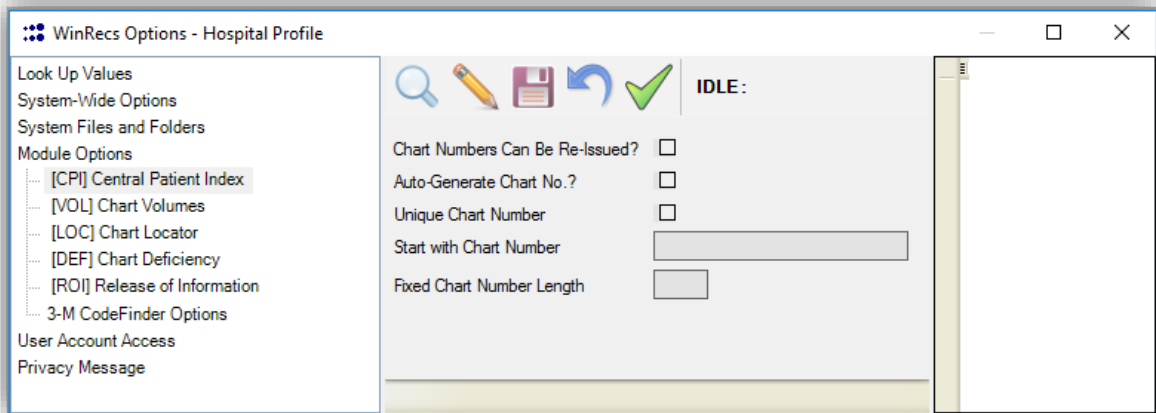 WinRecs Options - Hospital Profile
Look Up Values
System-Wide Options
System Files and Folders
Module Options
[CPI] Central Patient Index
[VOL] Chart Volumes
[LOC] Chart Locator
[DEF] Chart Deficiency
[ROI] Release of Information
3-M CodeFinder Options
User Account Access
Privacy Message
IDLE:
Chart Numbers Can Be Re-Issued?
Auto-Generate Chart No.?
Unique Chart Number
Start with Chart Number
Fixed Chart Number Length